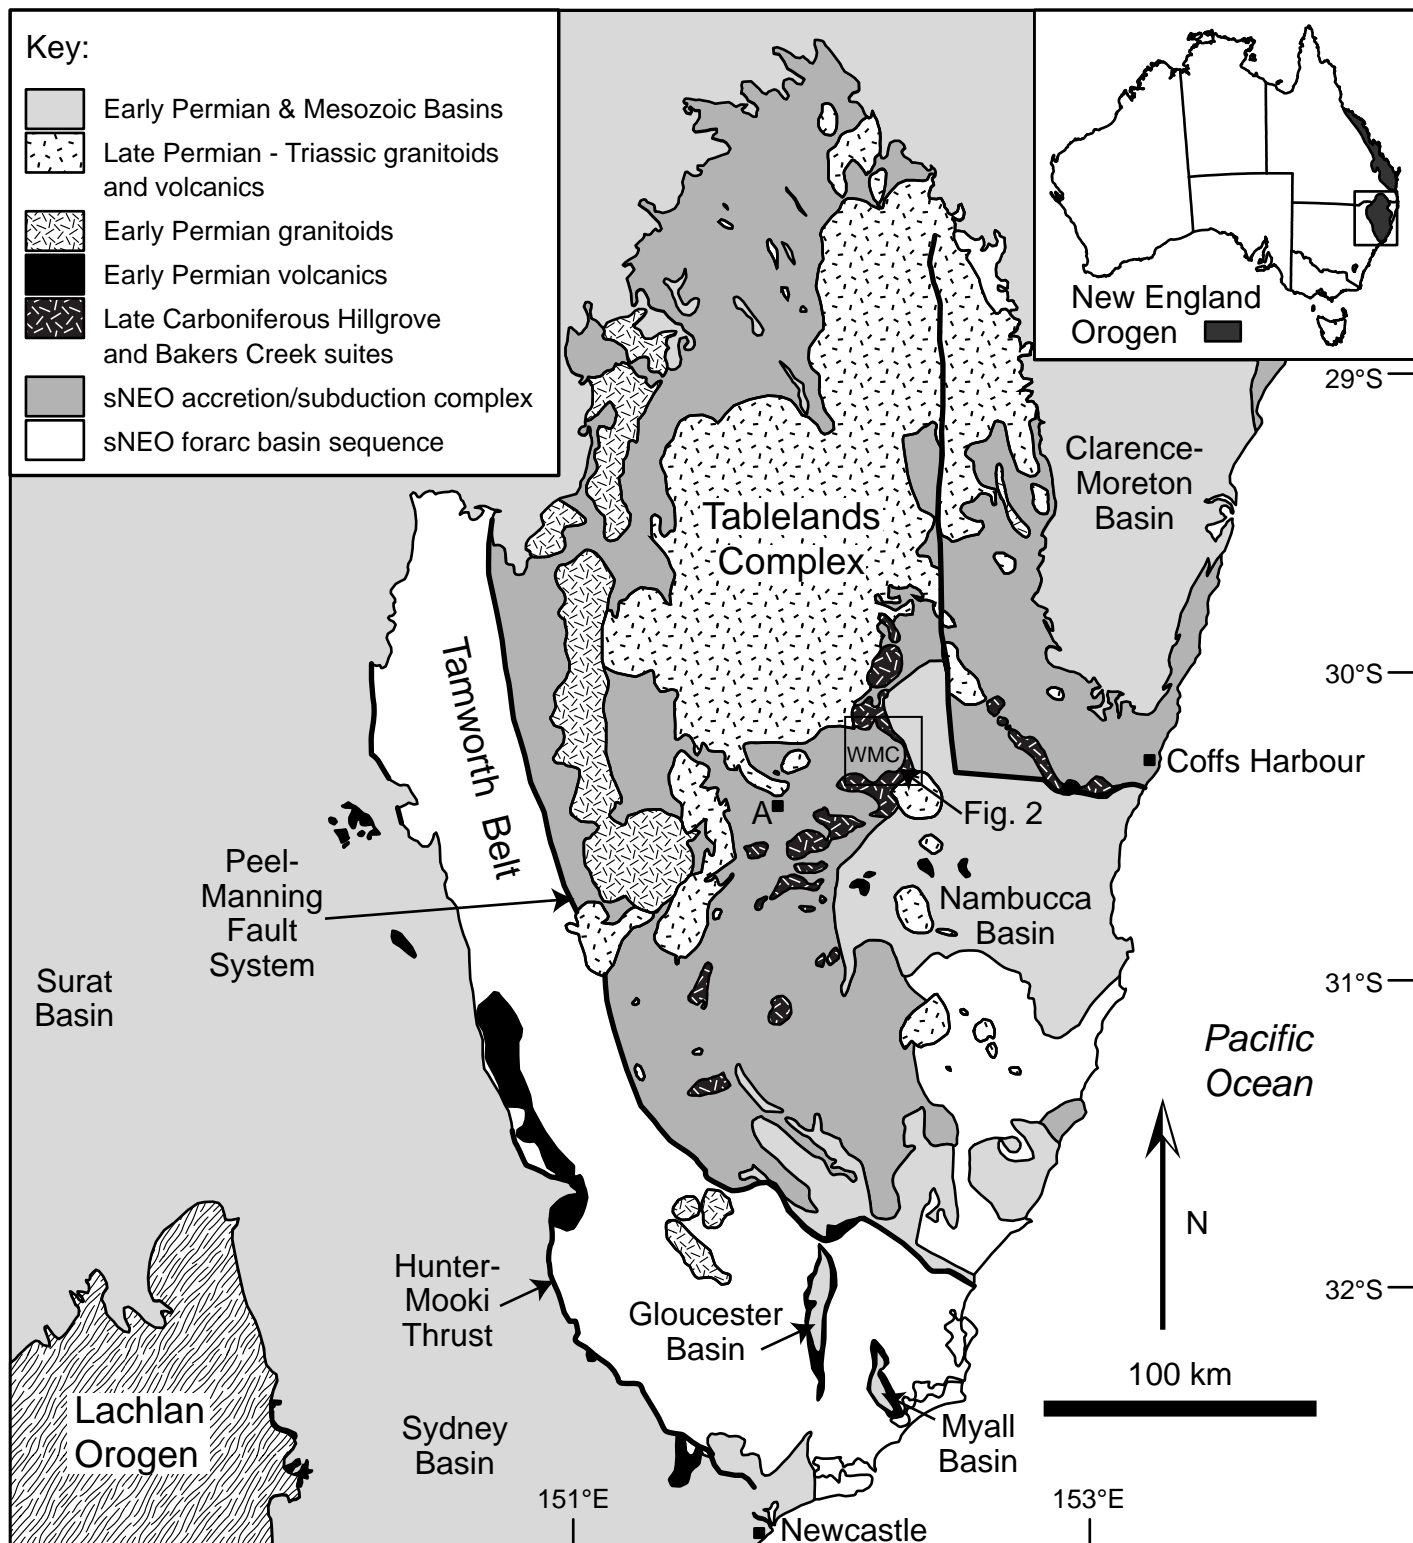 Key:
Early Permian & Mesozoic Basins
Late Permian - Triassic granitoids
and volcanics
Early Permian granitoids
Early Permian volcanics
Late Carboniferous Hillgrove
and Bakers Creek suites
sNEO accretion/subduction complex
sNEO forarc basin sequence
New England
Orogen
29°S
Clarence-
Moreton
Basin
Tablelands
Complex
Tamworth Belt
30°S
WMC
Coffs Harbour
A
Fig. 2
Peel-
Manning
Fault
System
Nambucca
Basin
Surat
Basin
31°S
Pacific
Ocean
N
Hunter-
Mooki
Thrust
32°S
Gloucester
Basin
100 km
Lachlan
Orogen
Sydney
Basin
Myall
Basin
151°E
153°E
Newcastle